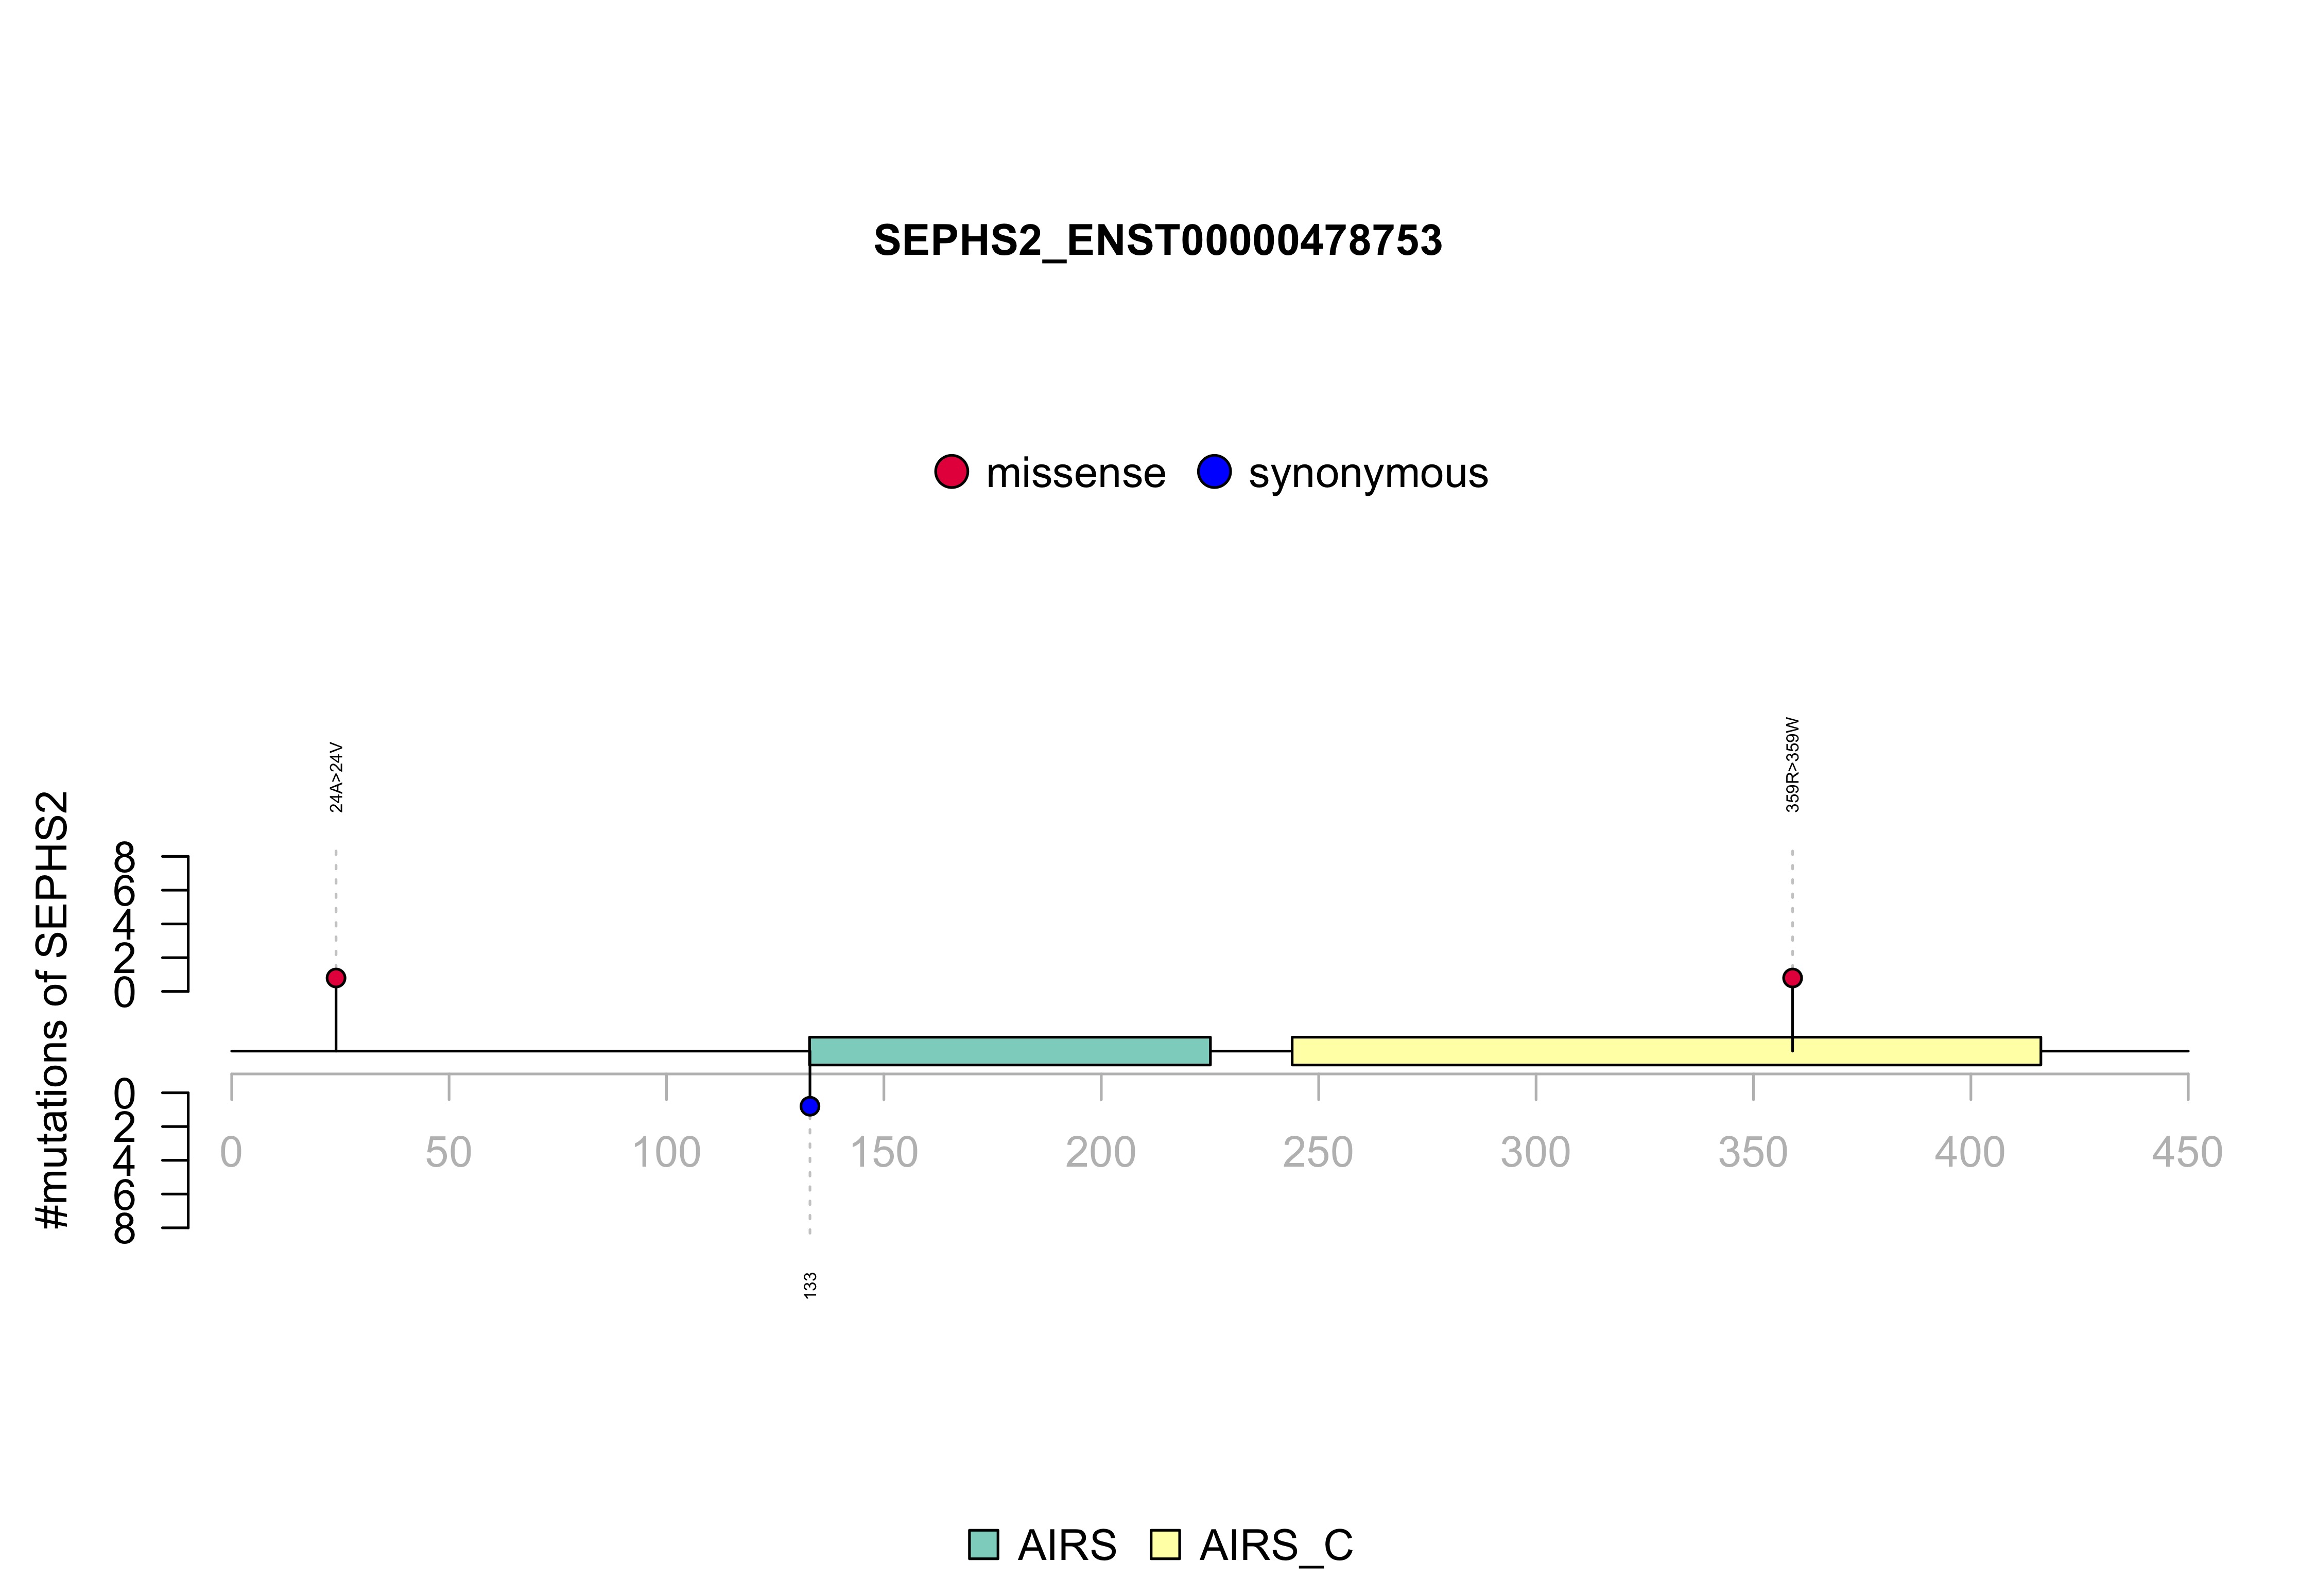 SEPHS2_ENST00000478753
missense synonymous
24A>24V
359R>359W
#mutations of SEPHS2
8
6
4
2
0
0
2
4
6
8
0 50 100 150 200 250 300 350 400 450
133
AIRS AIRS_C